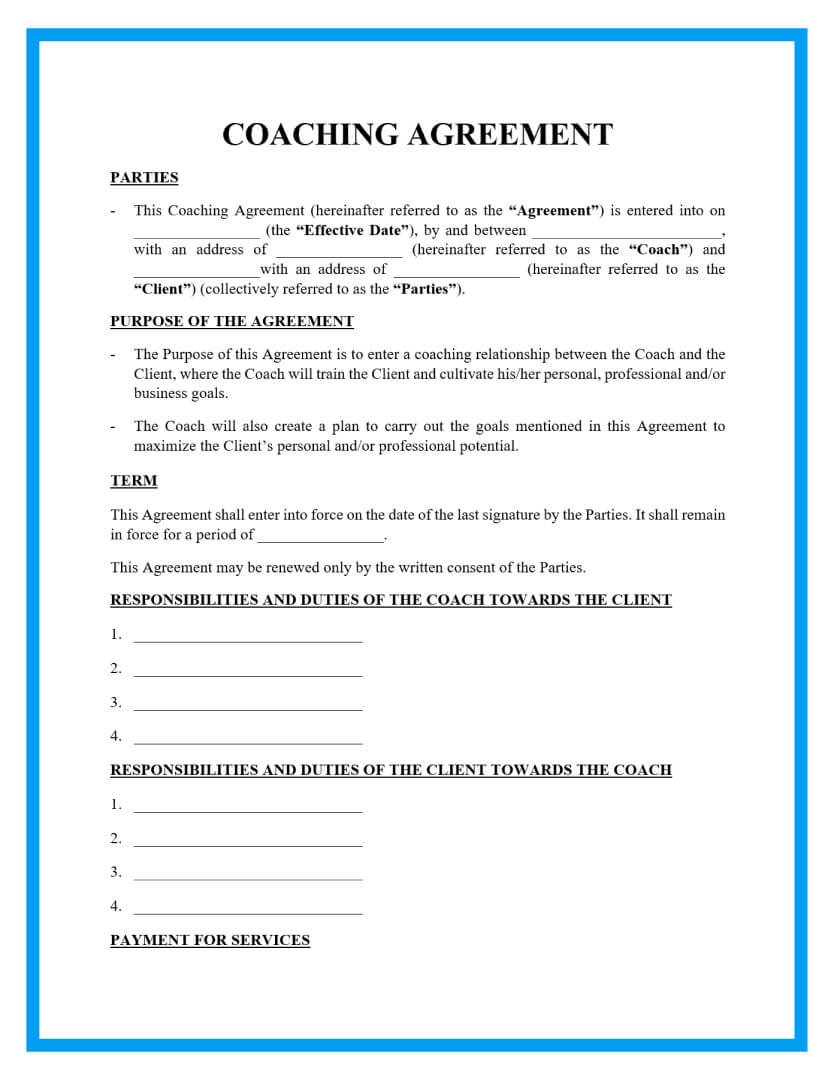 COACHING AGREEMENT
PARTIES
- This Coaching Agreement (hereinafter referred to as the “Agreement”) is entered into on
________________ (the “Effective Date”), by and between ________________________,
with an address of ________________ (hereinafter referred to as the “Coach”) and
________________with an address of ________________ (hereinafter referred to as the
“Client”) (collectively referred to as the “Parties”).
PURPOSE OF THE AGREEMENT
- The Purpose of this Agreement is to enter a coaching relationship between the Coach and the
Client, where the Coach will train the Client and cultivate his/her personal, professional and/or
business goals.
- The Coach will also create a plan to carry out the goals mentioned in this Agreement to
maximize the Client’s personal and/or professional potential.
TERM
This Agreement shall enter into force on the date of the last signature by the Parties. It shall remain
in force for a period of ________________.
This Agreement may be renewed only by the written consent of the Parties.
RESPONSIBILITIES AND DUTIES OF THE COACH TOWARDS THE CLIENT
1. _____________________________
2. _____________________________
3. _____________________________
4. _____________________________
RESPONSIBILITIES AND DUTIES OF THE CLIENT TOWARDS THE COACH
1. _____________________________
2. _____________________________
3. _____________________________
4. _____________________________
PAYMENT FOR SERVICES